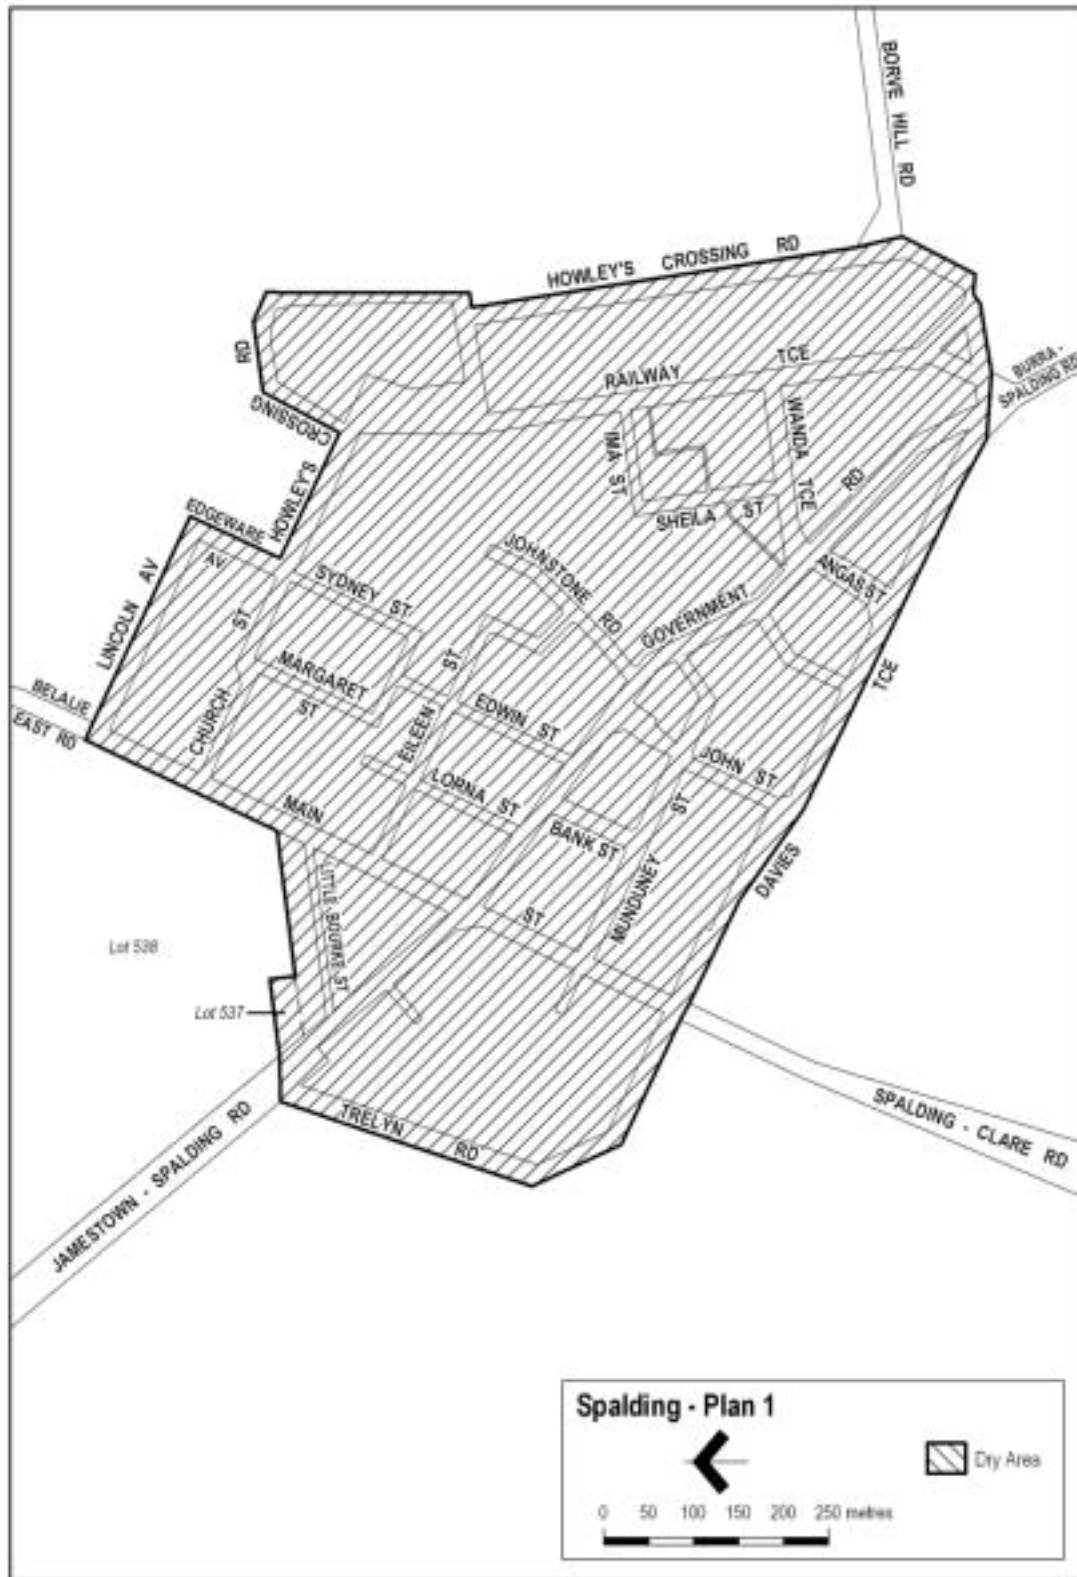 BORVE HILL RD
HOWLEY'S CROSSING RD
RD
CROSSING
HOWLEY'S
RAILWAY TCE
BURRA -
SPALDING RD
WANDA TCE
IMA ST
SHEILA ST
RD
GOVERNMENT
EDGEWARE
AV
LINCOLN AV
JOHNSTONE RD
ANGAS ST
SYDNEY ST
ST
CHURCH
MARGARET
ST
ST
EILEEN
EDWIN ST
TCE
DAVIES
BELALIE
EAST RD
JOHN ST
LORNA ST
MAIN
ST
BANK ST
ST
MUNDUNEY
LITTLE BOURKE ST
Lot 538
Lot 537
TRELYN RD
JAMESTOWN - SPALDING RD
SPALDING - CLARE RD
Spalding - Plan 1
Dry Area
0 50 100 150 200 250 metres